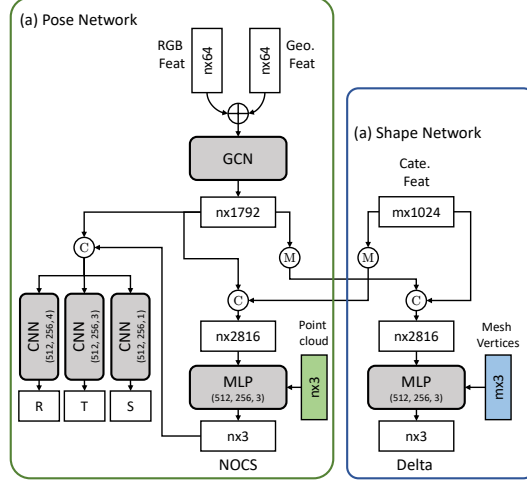 (a) Pose Network
RGB
Feat
nx64
nx64
Geo.
Feat
GCN
nx1792
C
M
C
CNN
(512, 256, 4)
CNN
(512, 256, 3)
CNN
(512, 256, 1)
R
T
S
nx2816
Point
cloud
MLP
(512, 256, 3)
nx3
nx3
NOCS
(a) Shape Network
Cate.
Feat
mx1024
M
C
nx2816
Mesh
Vertices
MLP
(512, 256, 3)
mx3
nx3
Delta